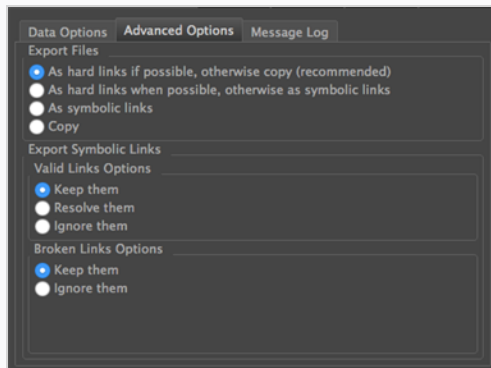 Data Options Advanced Options Message Log
Export Files
As hard links if possible, otherwise copy (recommended)
As hard links when possible, otherwise as symbolic links
As symbolic links
Copy
Export Symbolic Links
Valid Links Options
Keep them
Resolve them
Ignore them
Broken Links Options
Keep them
Ignore them